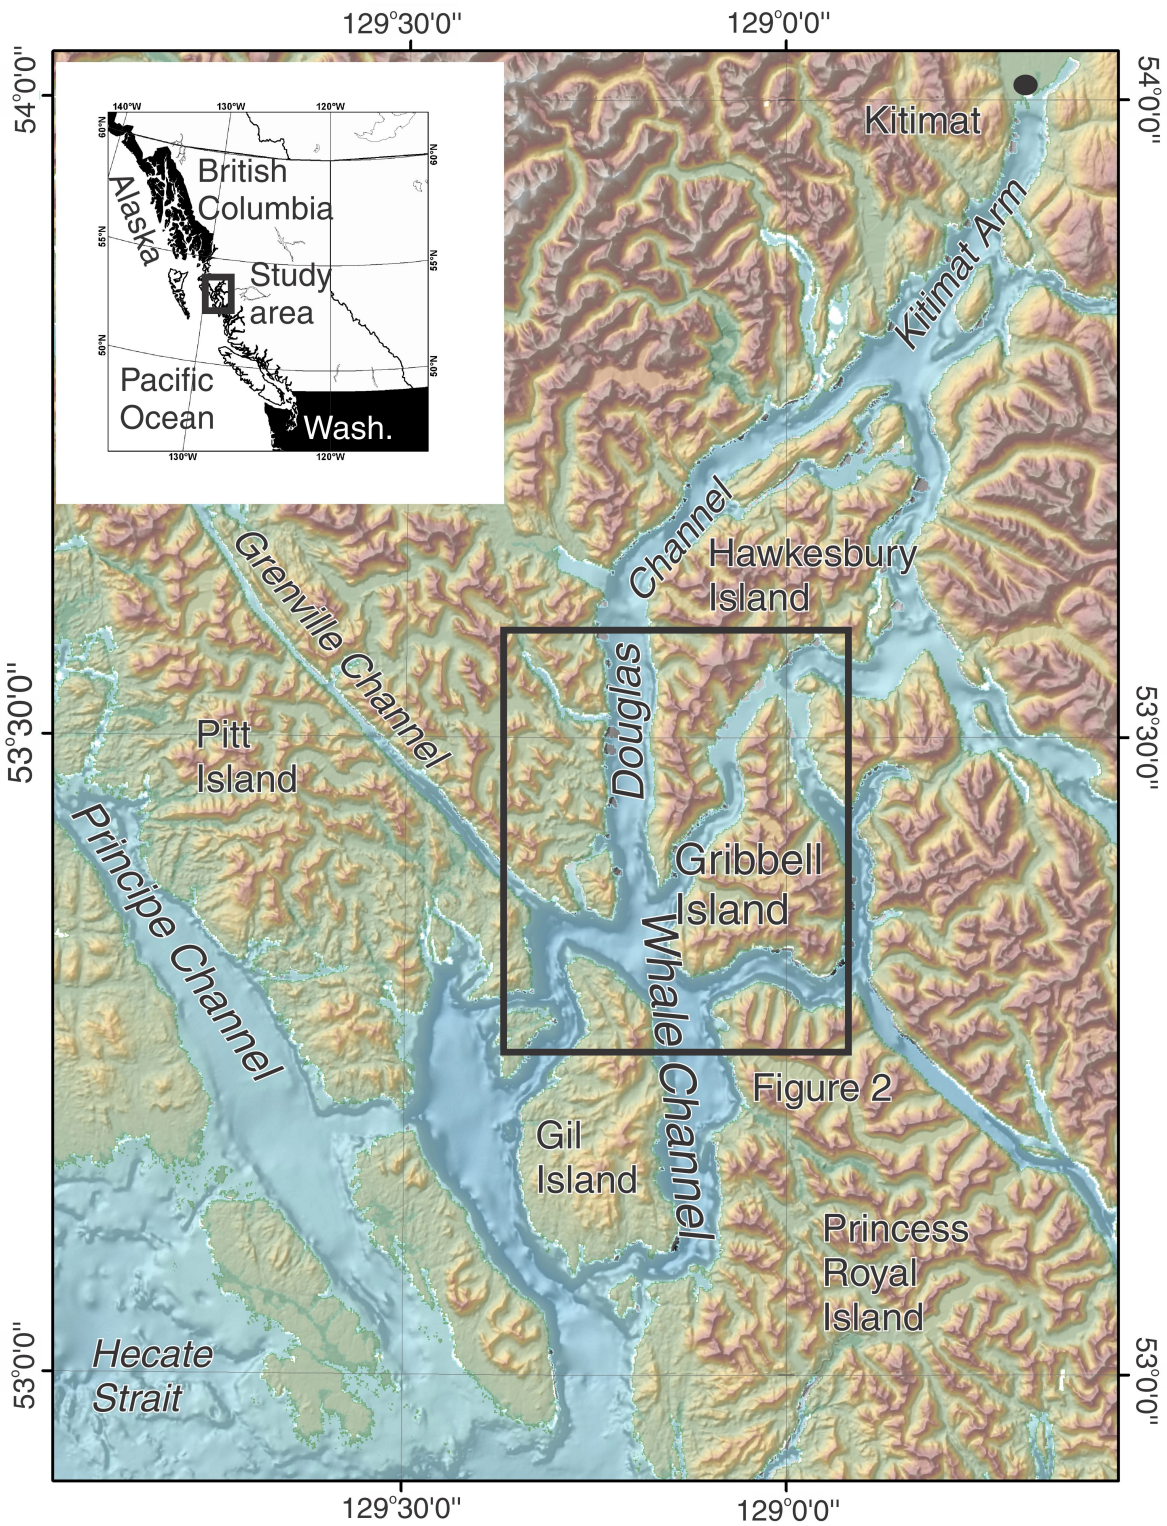 129°30'0"
129°0'0"
54°0'0"
54°0'0"
140°W
130°W
120°W
60°N
60°N
British
Columbia
Alaska
55°N
55°N
Study
area
50°N
50°N
Pacific
Ocean
Wash.
130°W
120°W
Kitimat
Kitimat Arm
Channel
Hawkesbury
Island
Grenville Channel
Douglas
53°30'0"
53°30'0"
Pitt
Island
Principe Channel
Gribbell
Island
Whale Channel
Figure 2
Gil
Island
Princess
Royal
Island
Hecate
Strait
53°0'0"
53°0'0"
129°30'0"
129°0'0"